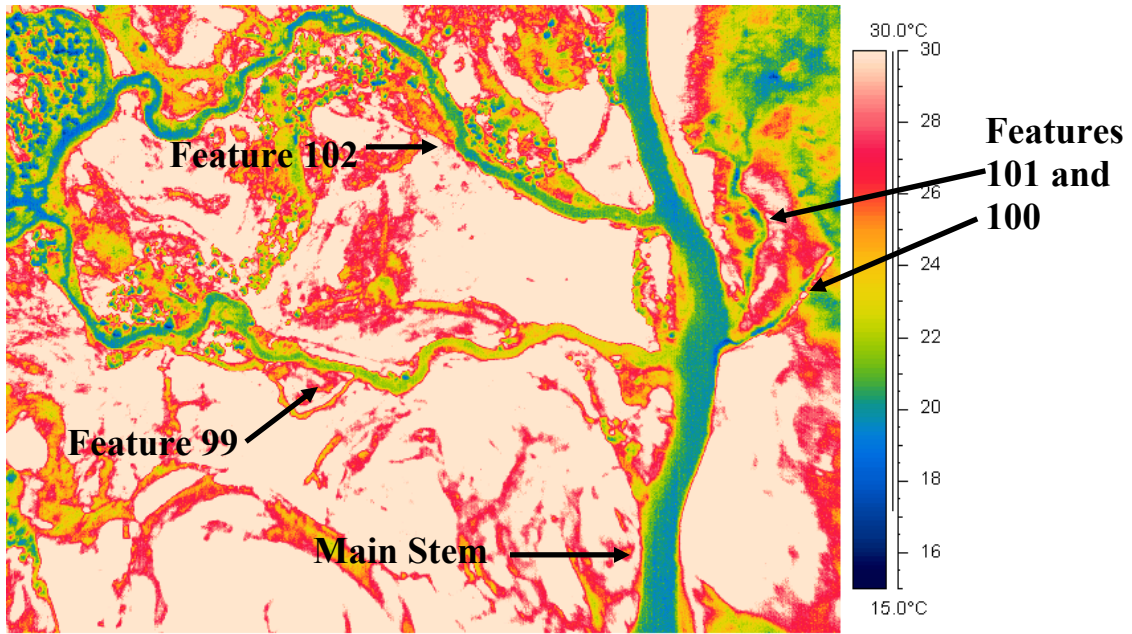 30.0°C
30
28
26
24
22
20
18
16
15.0°C
Feature 102
Features
101 and
100
Feature 99
Main Stem